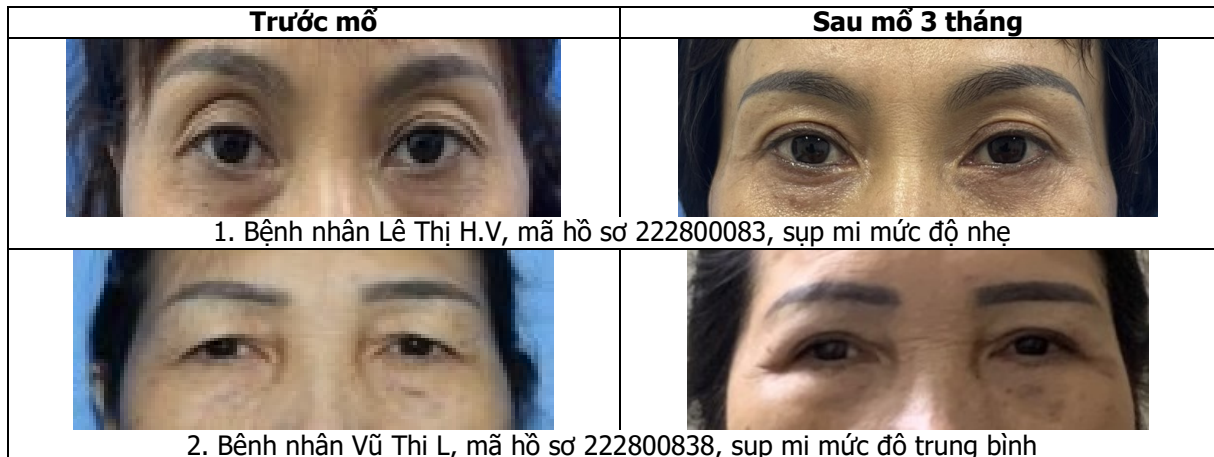 Trước mổ
Sau mổ 3 tháng
1. Bệnh nhân Lê Thị H.V, mã hồ sơ 222800083, sụp mi mức độ nhẹ
2. Bệnh nhân Vũ Thị L, mã hồ sơ 222800838, sụp mi mức độ trung bình